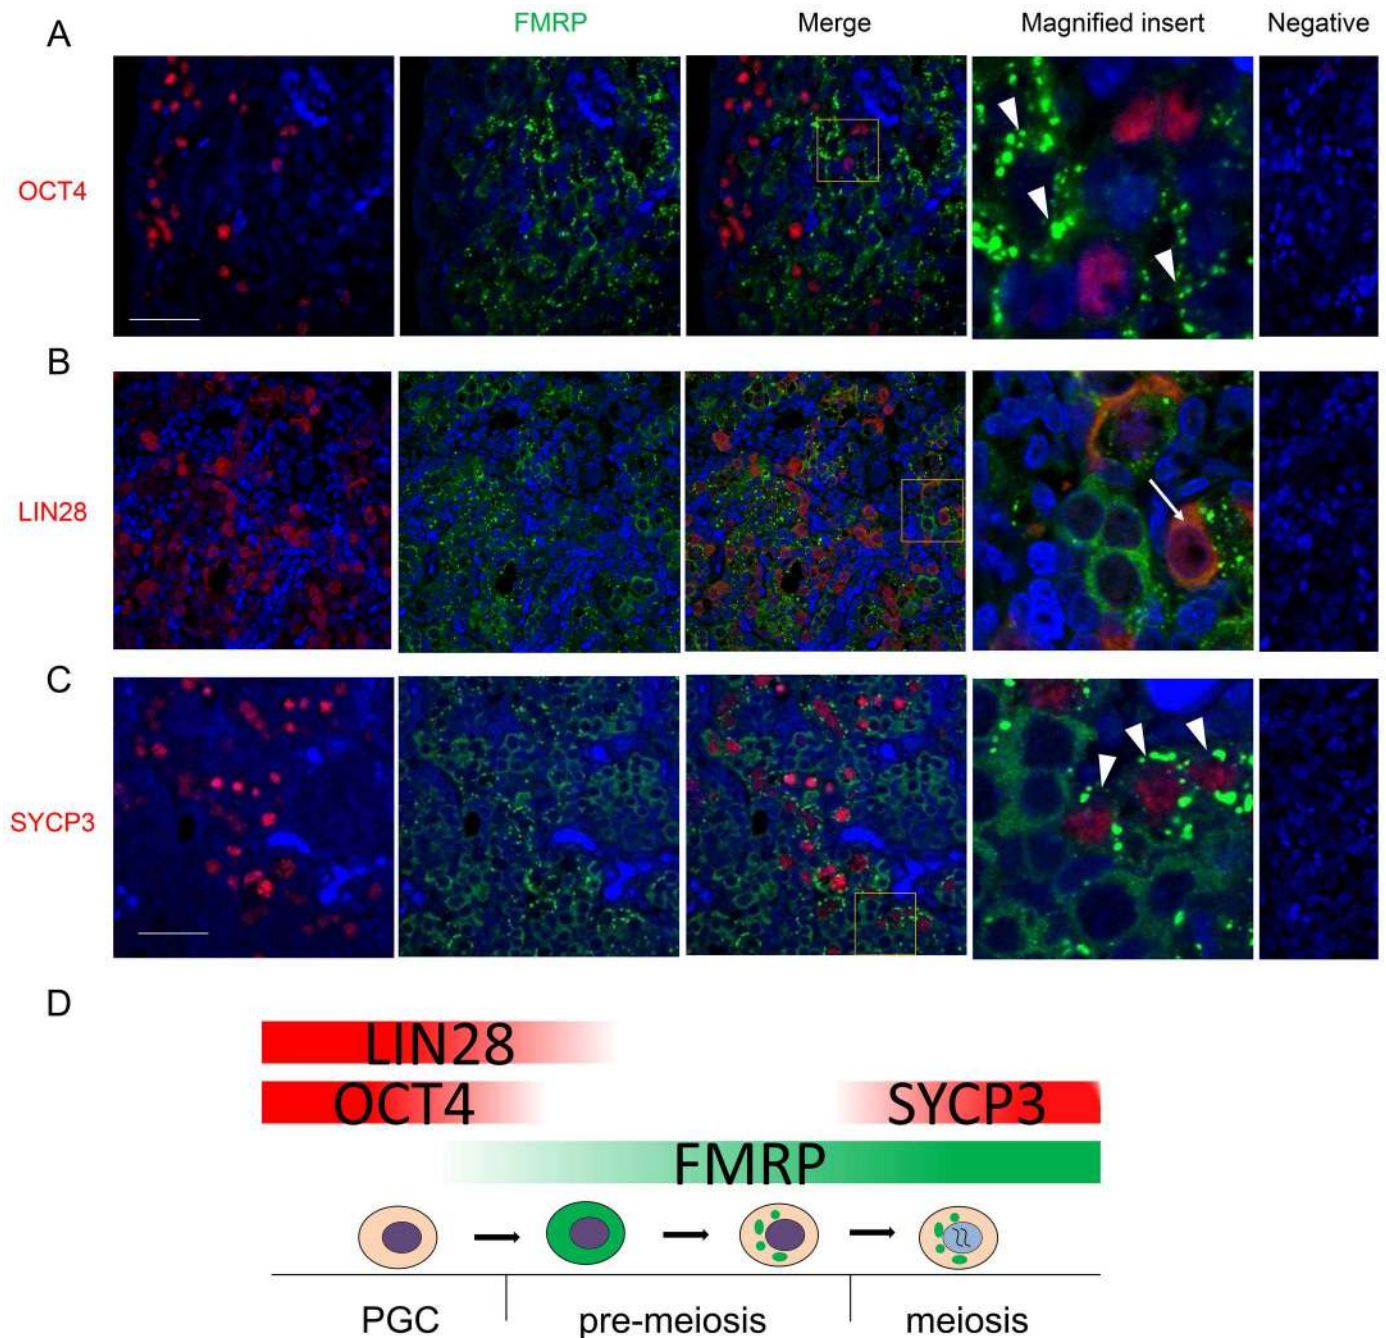 A
FMRP Merge Magnified insert Negative
OCT4
B
LIN28
C
SYCP3
D
LIN28
OCT4 SYCP3
FMRP
PGC pre-meiosis meiosis